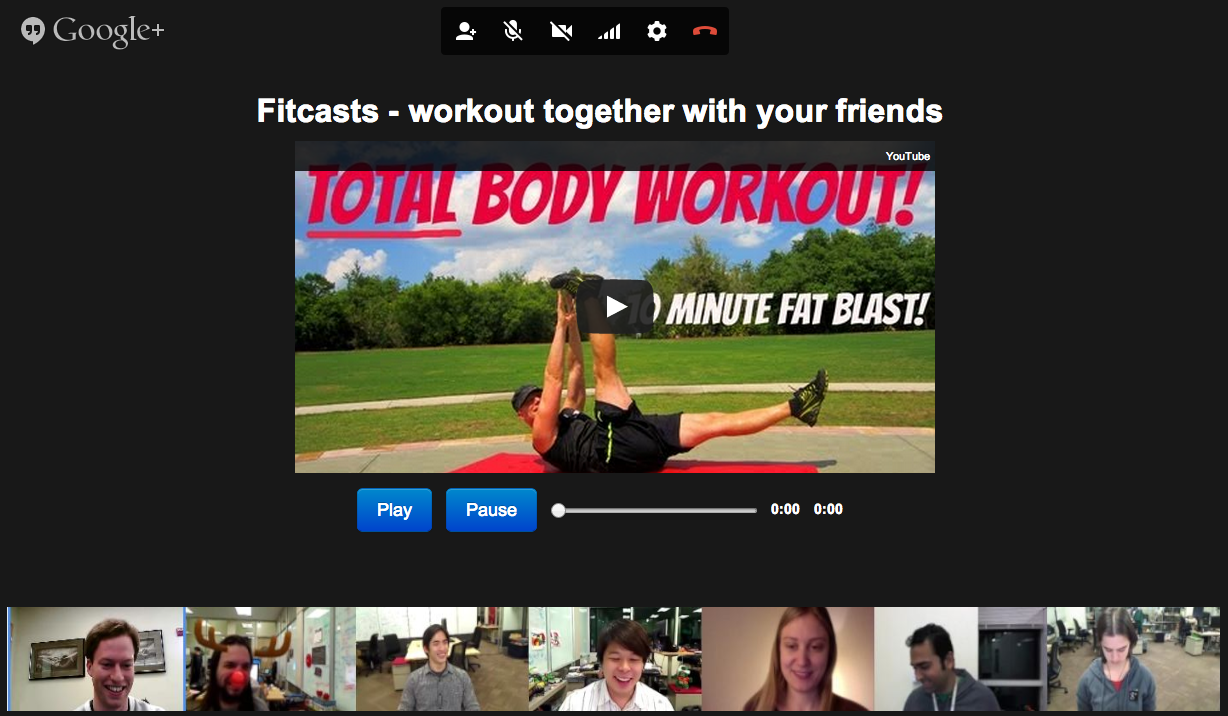 Google+
Fitcasts - workout together with your friends
YouTube
TOTAL BODY WORKOUT!
10 MINUTE FAT BLAST!
Play
Pause
0:00
0:00